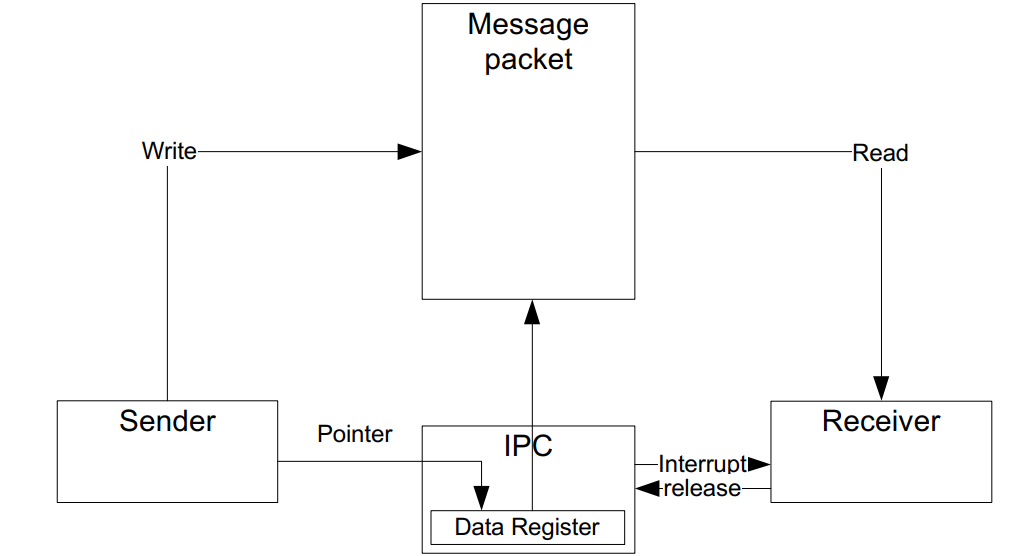 Message
packet
Write
Read
Sender
Pointer
IPC
Receiver
Interrupt
release
Data Register